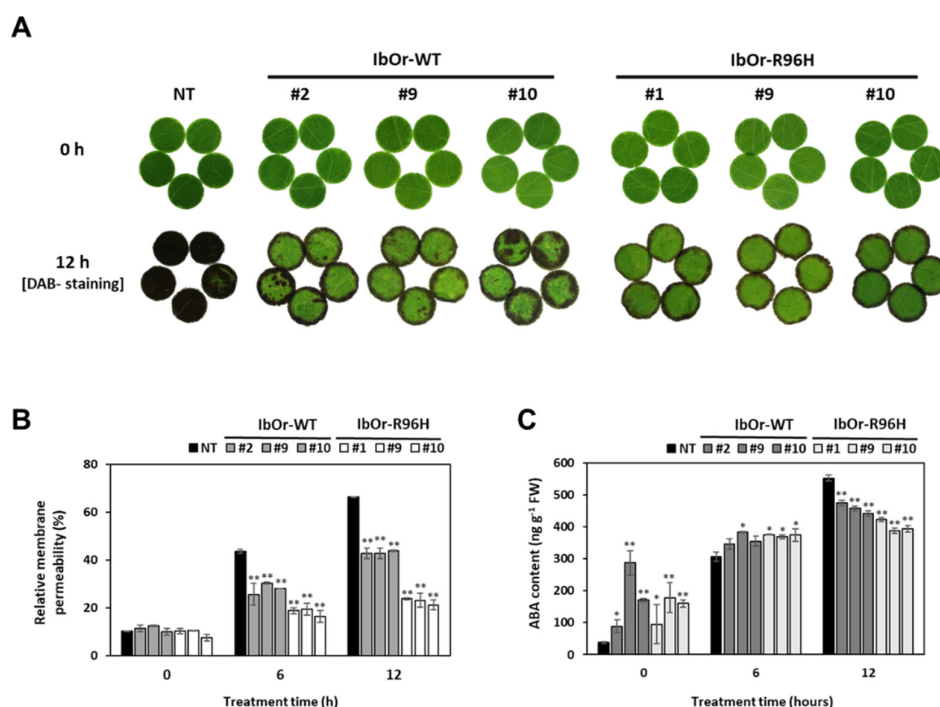 A
IbOr-WT
IbOr-R96H
NT
#2
#9
#10
#1
#9
#10
0 h
12 h
[DAB- staining]
B
IbOr-WT
IbOr-R96H
NT #2 #9 #10 #1 #9 #10
Relative membrane
permeability (%)
80
60
40
20
0
** ** **
** ** **
** ** **
** ** **
0 6 12
Treatment time (h)
C
IbOr-WT
IbOr-R96H
NT #2 #9 #10 #1 #9 #10
ABA content (ng g⁻¹ FW)
600
500
400
300
200
100
0
* ** ** * ** **
* * * *
** ** ** ** ** **
0 6 12
Treatment time (hours)